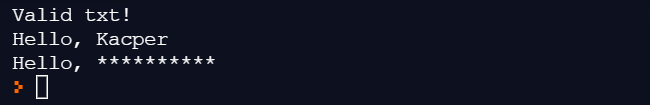 Valid txt!
Hello, Kacper
Hello, **********
>